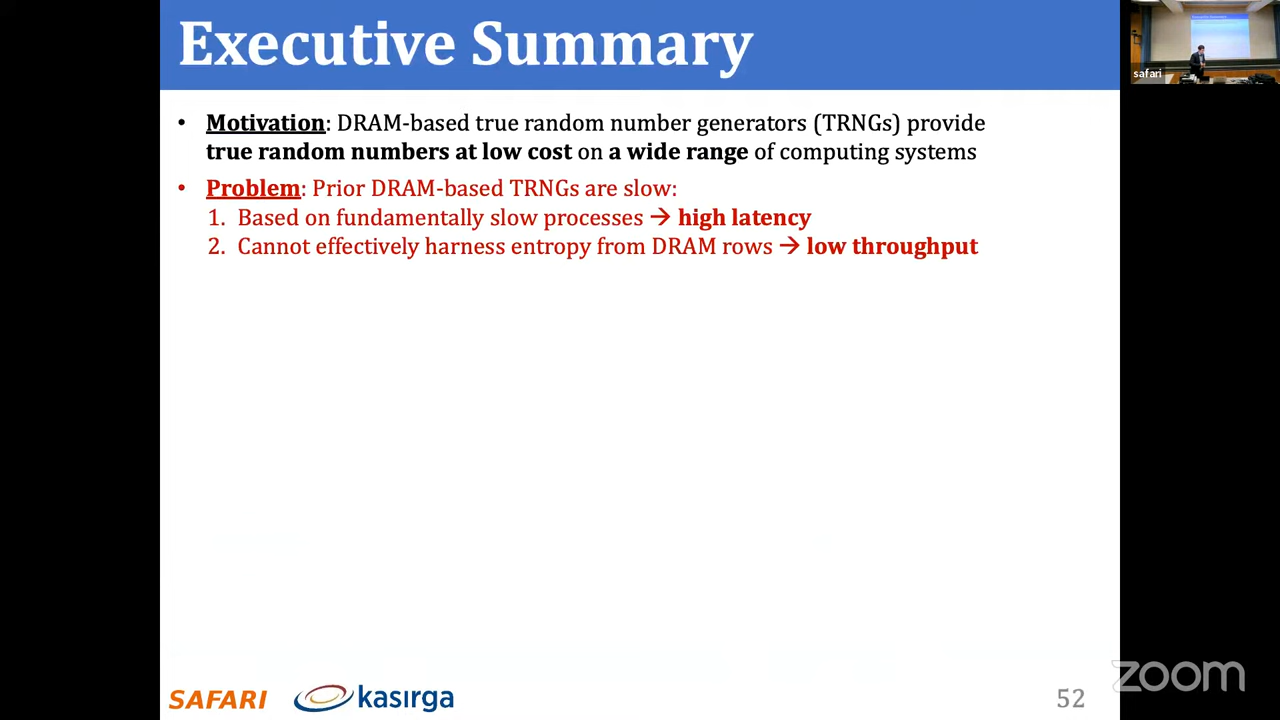 Executive Summary
safari
• Motivation: DRAM-based true random number generators (TRNGs) provide
true random numbers at low cost on a wide range of computing systems
• Problem: Prior DRAM-based TRNGs are slow:
1. Based on fundamentally slow processes → high latency
2. Cannot effectively harness entropy from DRAM rows → low throughput
SAFARI
kasırga
52
zoom